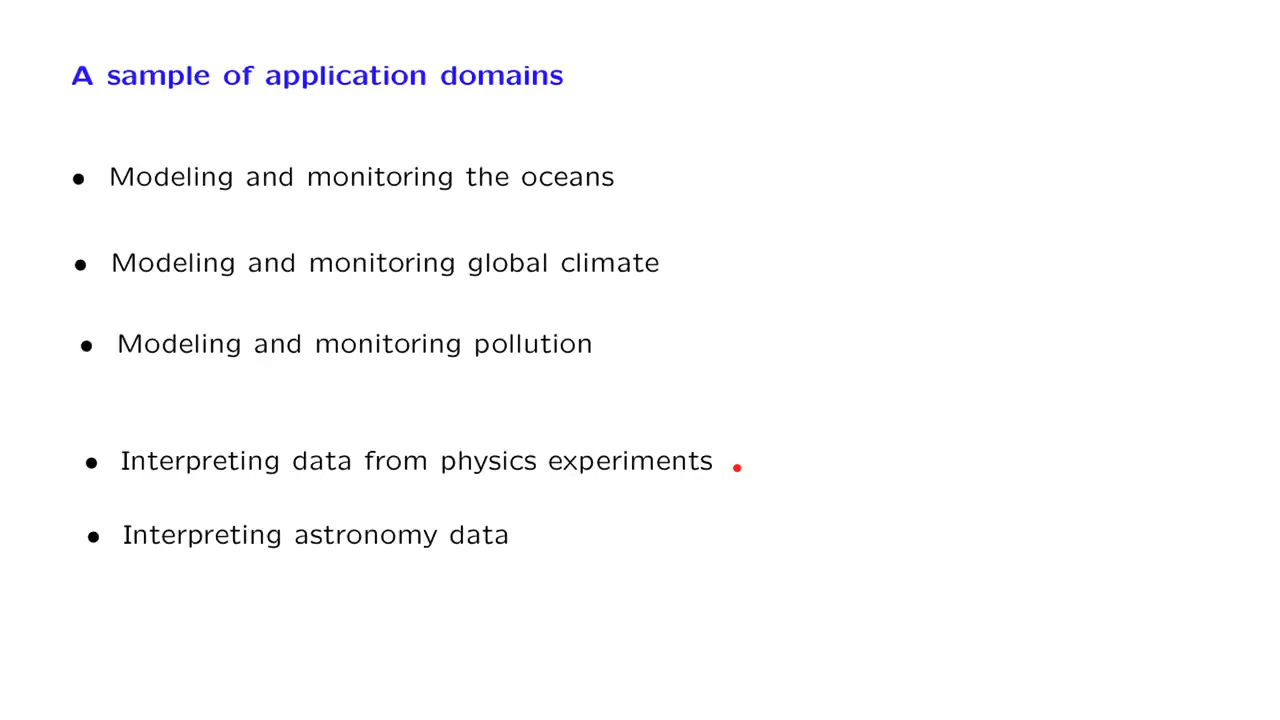 A sample of application domains
• Modeling and monitoring the oceans
• Modeling and monitoring global climate
• Modeling and monitoring pollution
• Interpreting data from physics experiments
• Interpreting astronomy data